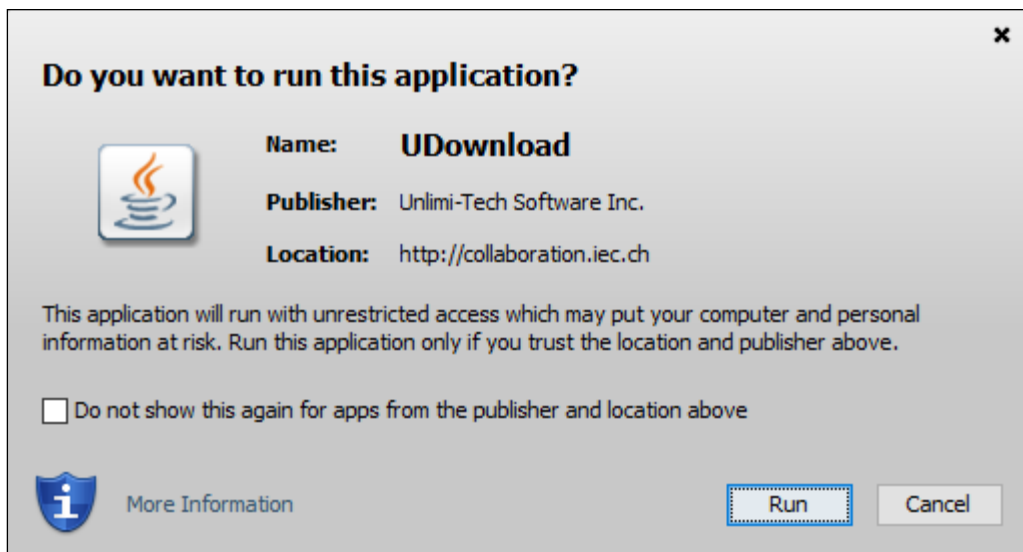 Do you want to run this application?
Name: UDownload
Publisher: Unlimi-Tech Software Inc.
Location: http://collaboration.iec.ch
This application will run with unrestricted access which may put your computer and personal
information at risk. Run this application only if you trust the location and publisher above.
Do not show this again for apps from the publisher and location above
More Information
Run
Cancel